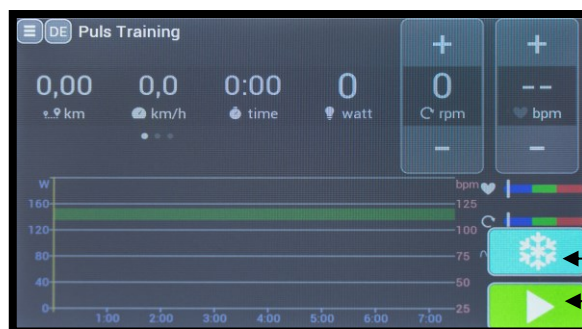 DE Puls Training
+ +
0,00 0,0 0:00 0 0 --
km km/h time watt rpm bpm
− −
W bpm
160 125
120 100
80 75
40 50
0 25
1:00 2:00 3:00 4:00 5:00 6:00 7:00